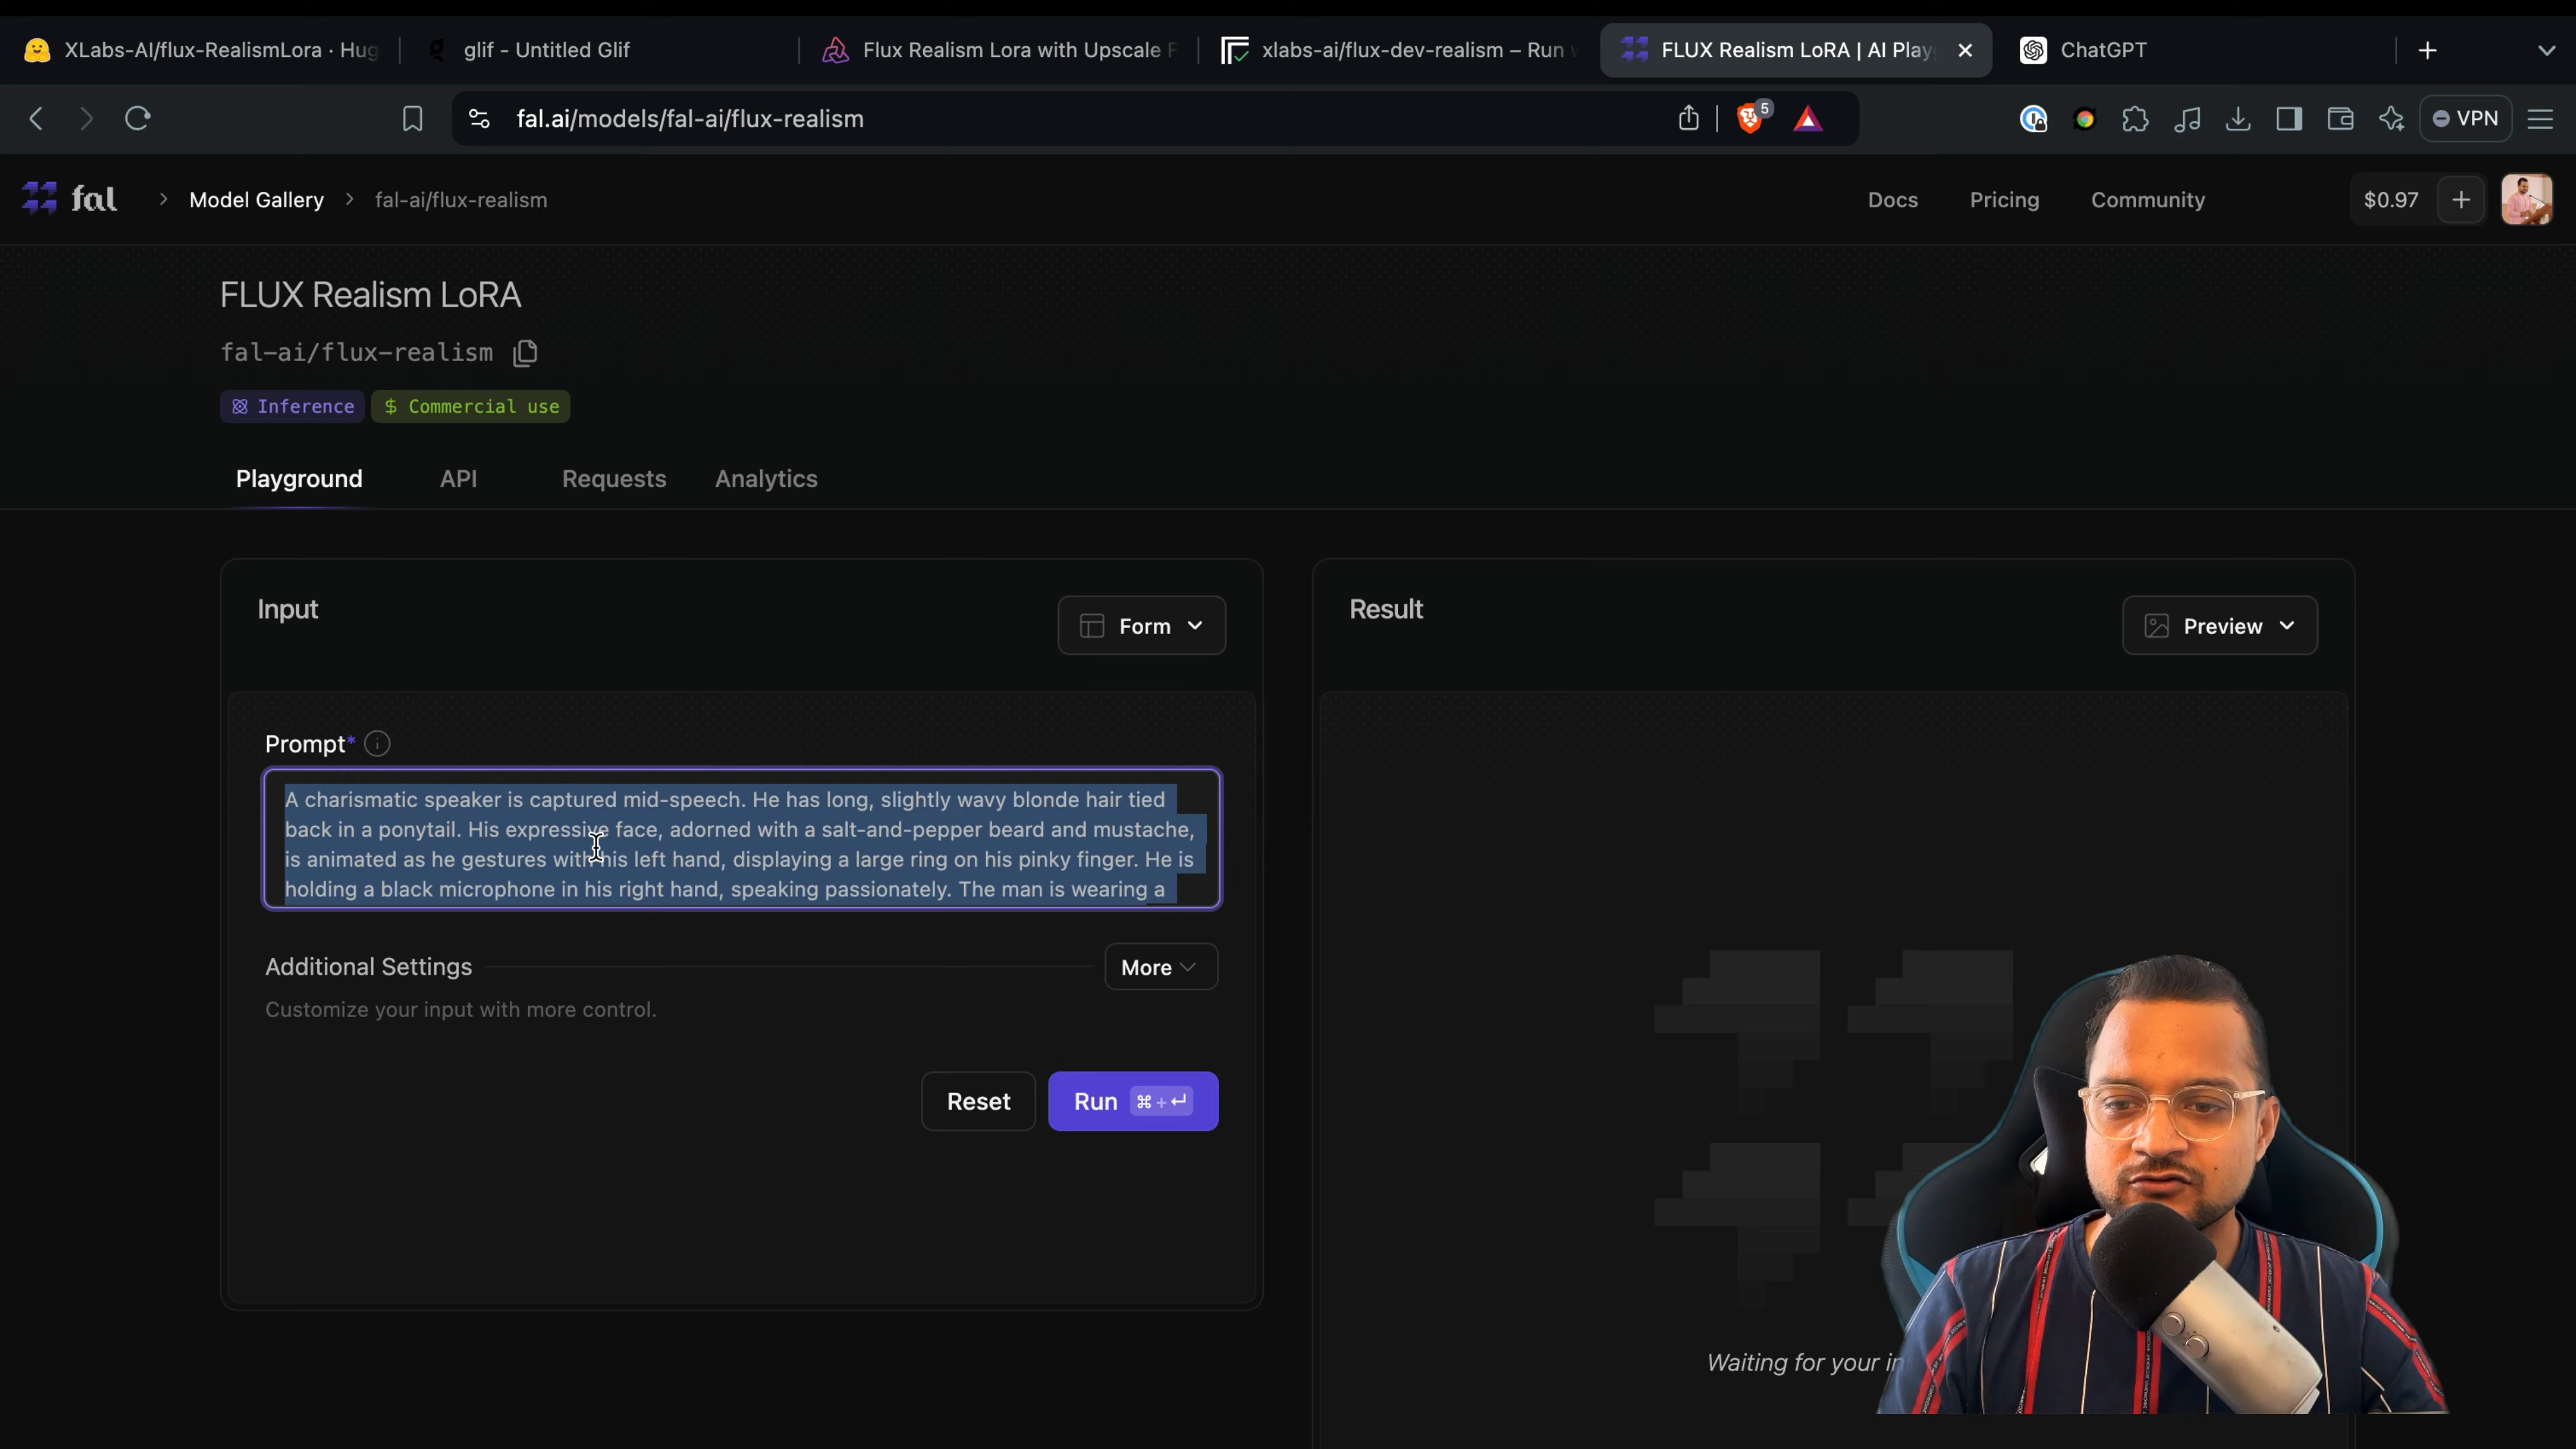 XLabs-AI/flux-RealismLora · Hug
glif - Untitled Glif
Flux Realism Lora with Upscale F
xlabs-ai/flux-dev-realism – Run w
FLUX Realism LoRA | AI Play
ChatGPT
fal.ai/models/fal-ai/flux-realism
5
VPN
fal
Model Gallery
fal-ai/flux-realism
Docs
Pricing
Community
$0.97
FLUX Realism LoRA
fal-ai/flux-realism
Inference
$ Commercial use
Playground
API
Requests
Analytics
Input
Form
Prompt*
A charismatic speaker is captured mid-speech. He has long, slightly wavy blonde hair tied
back in a ponytail. His expressive face, adorned with a salt-and-pepper beard and mustache,
is animated as he gestures with his left hand, displaying a large ring on his pinky finger. He is
holding a black microphone in his right hand, speaking passionately. The man is wearing a
Additional Settings
More
Customize your input with more control.
Reset
Run ⌘+↵
Result
Preview
Waiting for your in